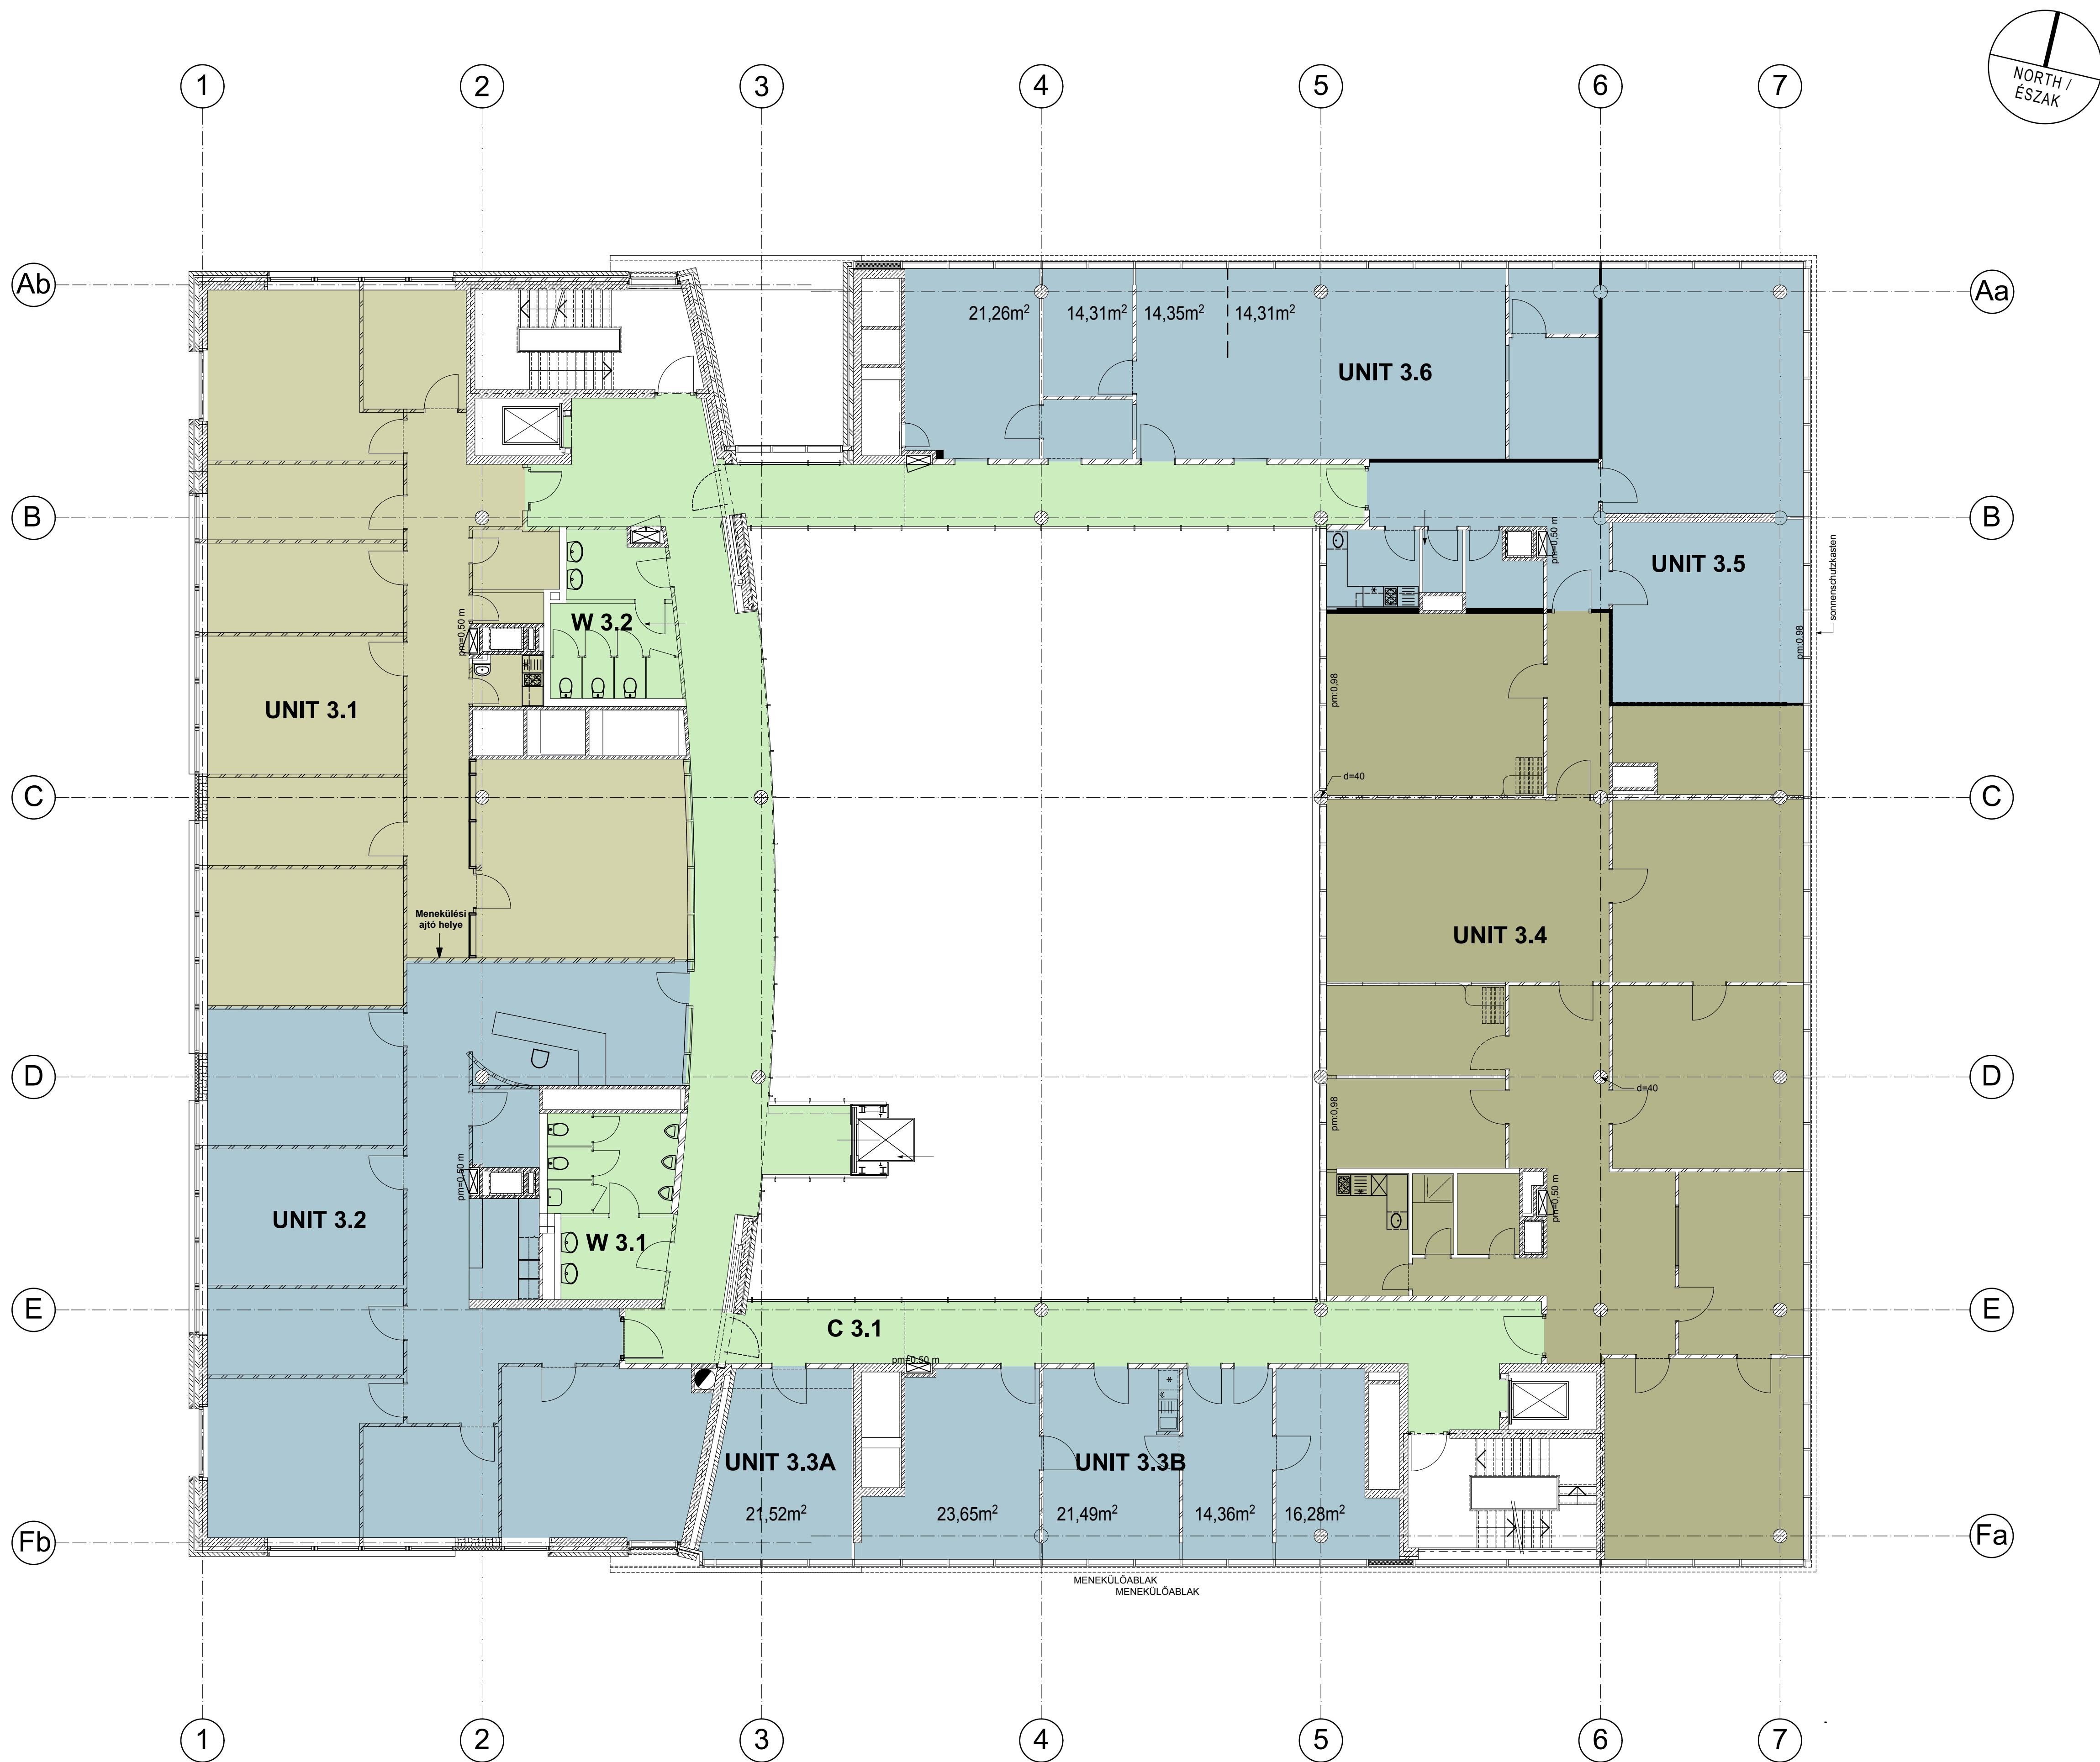 NORTH /
ÉSZAK
1 2 3 4 5 6 7
Ab
Aa
21,26m² 14,31m² 14,35m² 14,31m²
UNIT 3.6
B
B
pm=0,50 m
UNIT 3.5
sonnenschutzkasten
W 3.2
pm=0,50 m
pm:0,98
pm:0,98
UNIT 3.1
C
d=40
C
Menekülési
ajtó helye
UNIT 3.4
D
d=40
D
pm:0,98
pm=0,50 m
pm=0,50 m
UNIT 3.2
W 3.1
E
E
C 3.1
pm=0,50 m
UNIT 3.3A
UNIT 3.3B
21,52m² 23,65m² 21,49m² 14,36m² 16,28m²
Fb
Fa
MENEKÜLŐABLAK
MENEKÜLŐABLAK
1 2 3 4 5 6 7